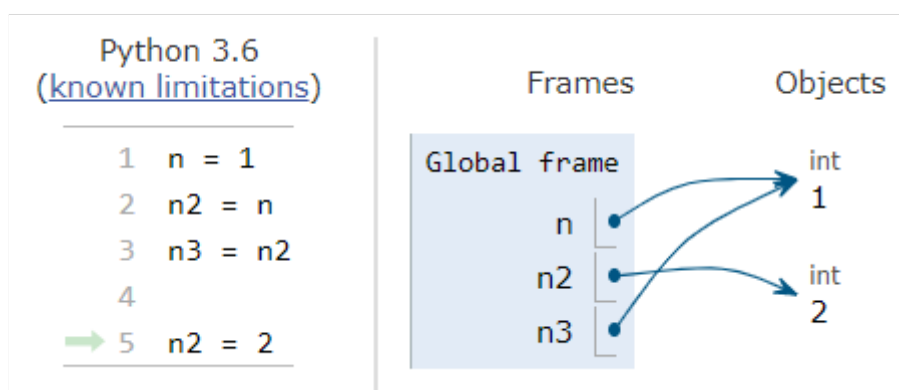 Python 3.6
(known limitations)
1 n = 1
2 n2 = n
3 n3 = n2
4
5 n2 = 2
Frames
Objects
Global frame
n
n2
n3
int
1
int
2